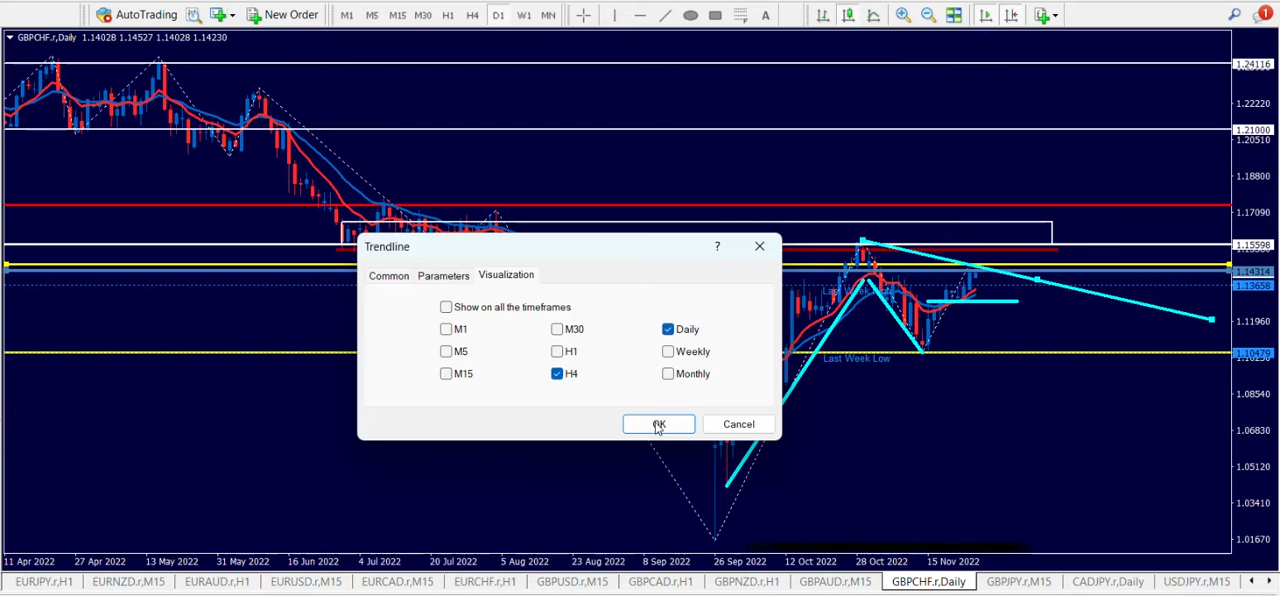 AutoTrading New Order M1 M5 M15 M30 H1 H4 D1 W1 MN A 1
GBPCHF.r,Daily 1.14028 1.14527 1.14028 1.14230
1.24116
1.22220
1.21000
1.20511
1.18800
1.17090
1.15598
1.14314
1.13658
1.11960
1.10479
1.08540
1.06830
1.05120
1.03410
1.01670
Trendline ?
Common Parameters Visualization
Show on all the timeframes
M1 M30 Daily
M5 H1 Weekly
M15 H4 Monthly
OK Cancel
Last Week
Last Week Low
11 Apr 2022 27 Apr 2022 13 May 2022 31 May 2022 16 Jun 2022 4 Jul 2022 20 Jul 2022 5 Aug 2022 23 Aug 2022 8 Sep 2022 26 Sep 2022 12 Oct 2022 28 Oct 2022 15 Nov 2022
EURJPY.r,H1 EURNZD.r,M15 EURAUD.r,H1 EURUSD.r,M15 EURCAD.r,M15 EURCHF.r,H1 GBPUSD.r,M15 GBPCAD.r,H1 GBPNZD.r,H1 GBPAUD.r,M15 GBPCHF.r,Daily GBPJPY.r,M15 CADJPY.r,Daily USDJPY.r,M15